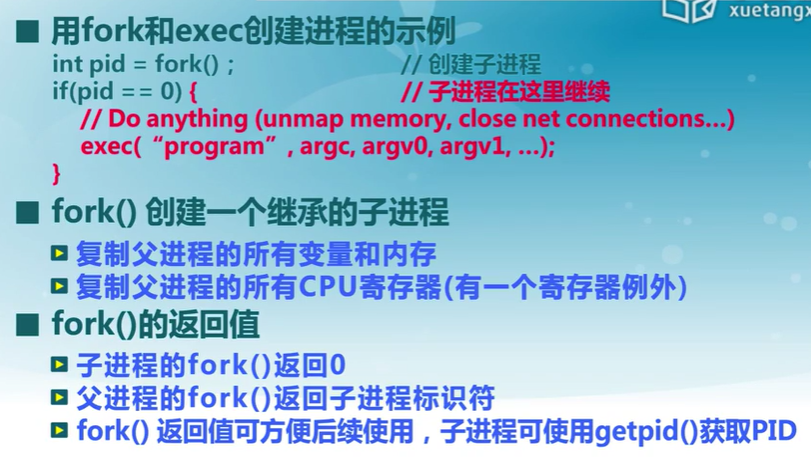 xuetangx
用fork和exec创建进程的示例
int pid = fork() ; // 创建子进程
if(pid == 0) { // 子进程在这里继续
// Do anything (unmap memory, close net connections…)
exec( “program” , argc, argv0, argv1, …);
}
fork() 创建一个继承的子进程
复制父进程的所有变量和内存
复制父进程的所有CPU寄存器(有一个寄存器例外)
fork()的返回值
子进程的fork()返回0
父进程的fork()返回子进程标识符
fork() 返回值可方便后续使用，子进程可使用getpid()获取PID